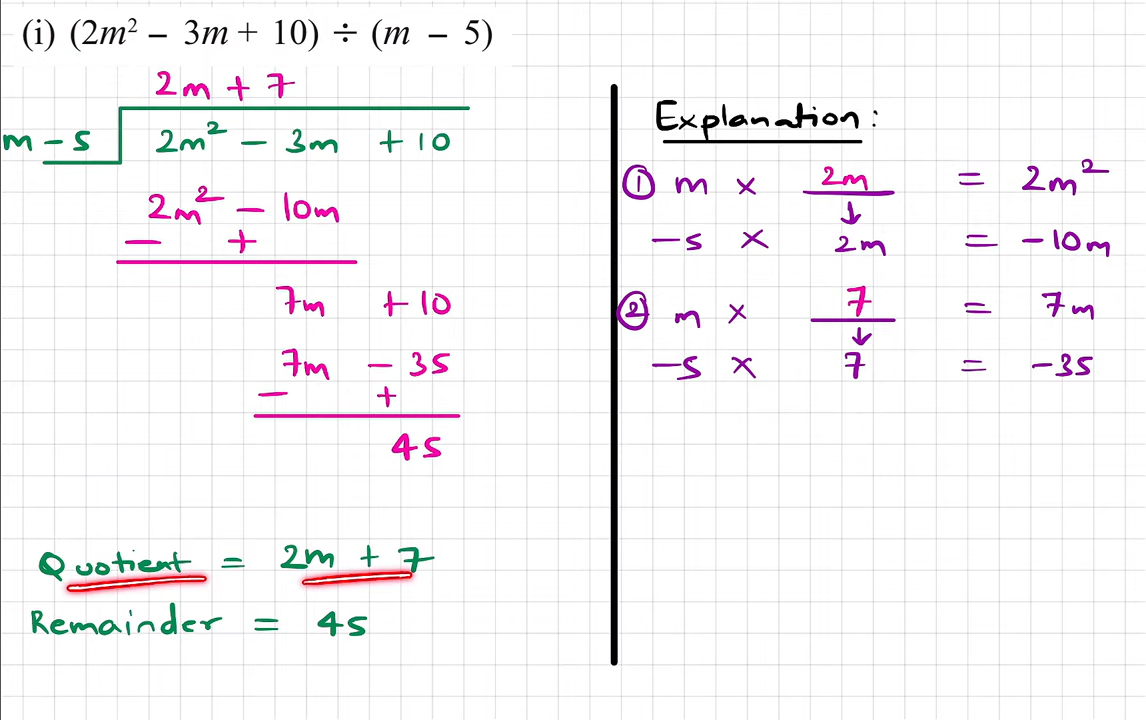 (i) (2m² – 3m + 10) ÷ (m – 5)
2m + 7
m – 5 2m² – 3m + 10
2m² – 10m
– +
7m + 10
7m – 35
– +
45
Quotient = 2m + 7
Remainder = 45
Explanation:
① m × 2m = 2m²
↓
–5 × 2m = –10m
② m × 7 = 7m
↓
–5 × 7 = –35